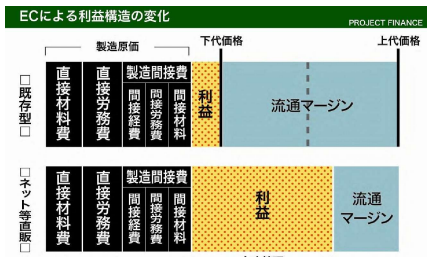 ECによる利益構造の変化
PROJECT FINANCE
製造原価
下代価格
上代価格
□既存型□
直接材料費
直接労務費
製造間接費
間接経費
間接労務費
間接材料
利益
流通マージン
□ネット等直販□
直接材料費
直接労務費
製造間接費
間接経費
間接労務費
間接材料
利益
流通
マージン